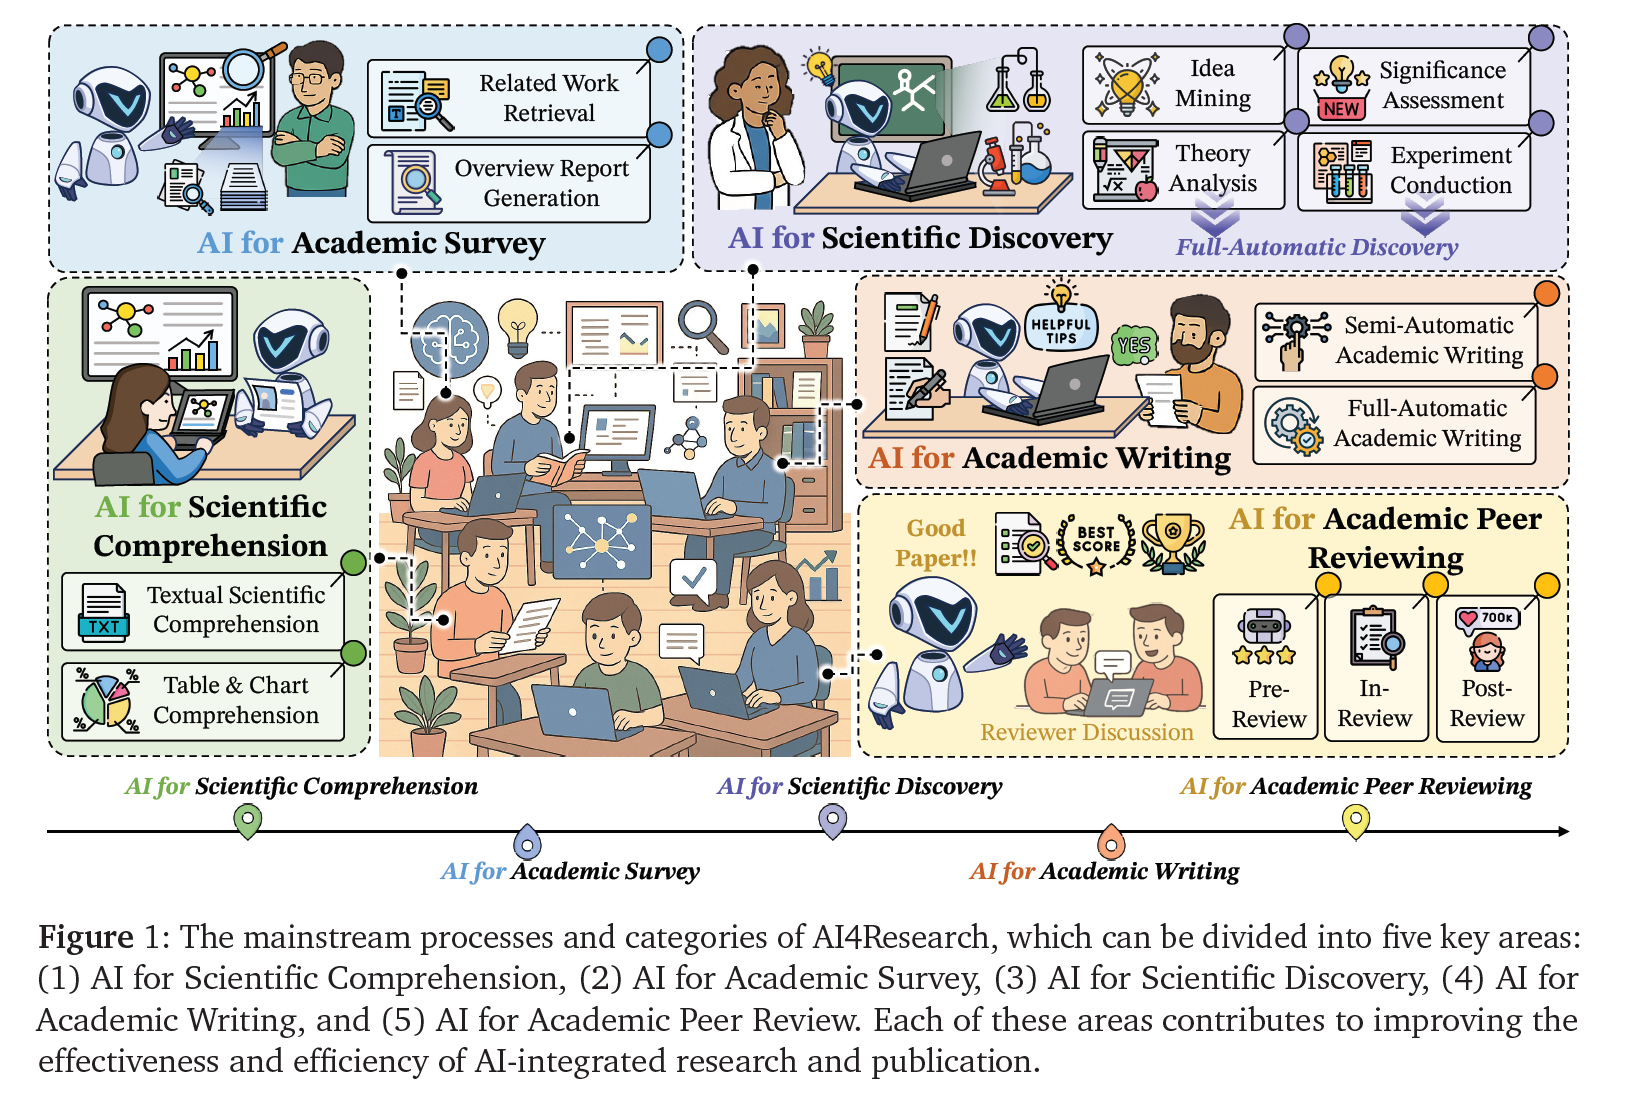 Related Work
Retrieval
Overview Report
Generation
AI for Academic Survey
Idea
Mining
Significance
Assessment
NEW
Theory
Analysis
√x
Experiment
Conduction
AI for Scientific Discovery
Full-Automatic Discovery
AI for Scientific
Comprehension
TXT
Textual Scientific
Comprehension
%
%
%
%
Table & Chart
Comprehension
HELPFUL
TIPS
YES
Semi-Automatic
Academic Writing
Full-Automatic
Academic Writing
AI for Academic Writing
Good
Paper!!
BEST
SCORE
AI for Academic Peer
Reviewing
Reviewer Discussion
Pre-
Review
In-
Review
700K
Post-
Review
AI for Scientific Comprehension
AI for Scientific Discovery
AI for Academic Peer Reviewing
AI for Academic Survey
AI for Academic Writing
Figure 1: The mainstream processes and categories of AI4Research, which can be divided into five key areas:
(1) AI for Scientific Comprehension, (2) AI for Academic Survey, (3) AI for Scientific Discovery, (4) AI for
Academic Writing, and (5) AI for Academic Peer Review. Each of these areas contributes to improving the
effectiveness and efficiency of AI-integrated research and publication.